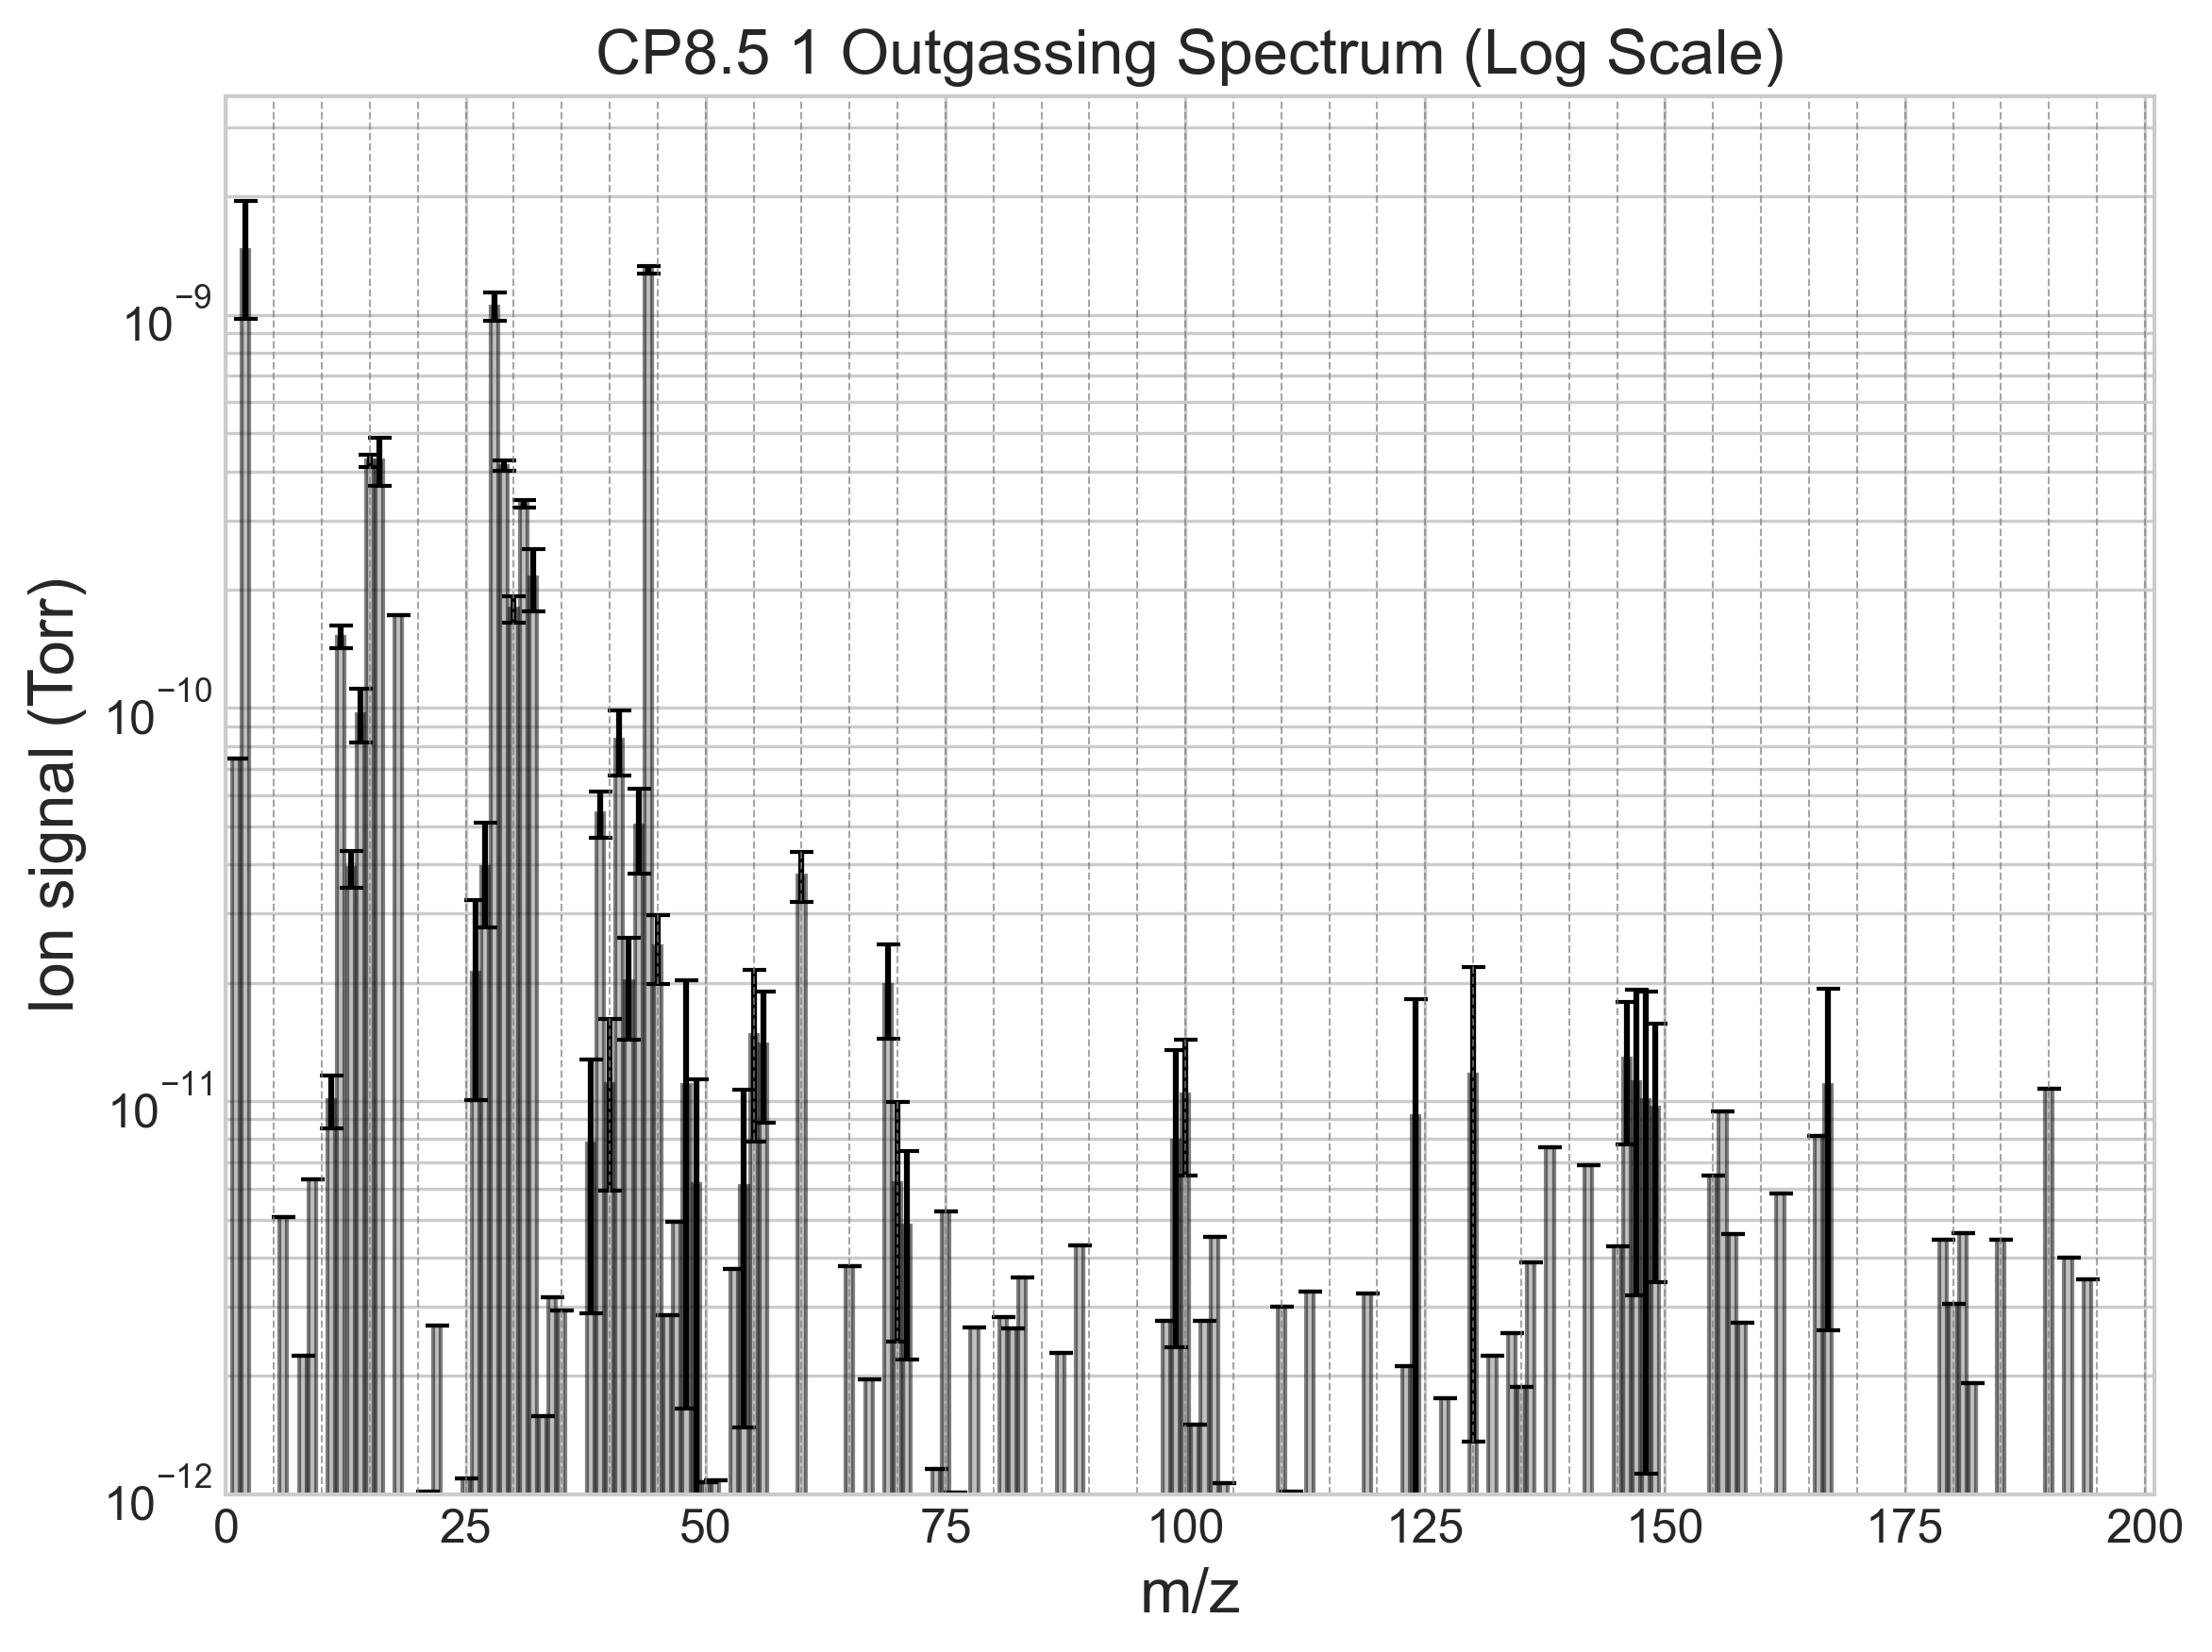 CP8.5 1 Outgassing Spectrum (Log Scale)
Ion signal (Torr)
10⁻⁹
10⁻¹⁰
10⁻¹¹
10⁻¹²
0 25 50 75 100 125 150 175 200
m/z